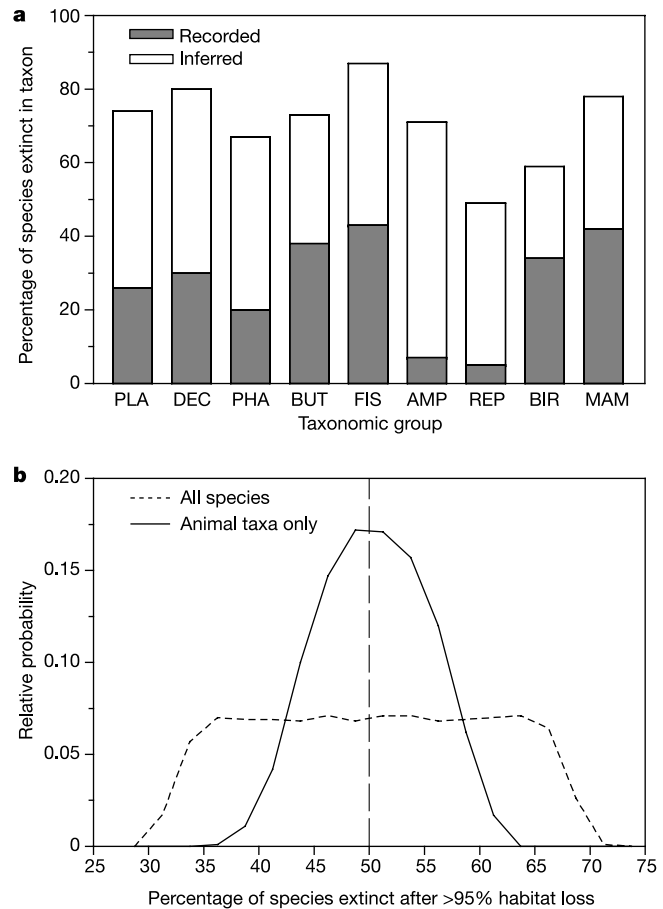 a
100
80
60
40
20
0
Percentage of species extinct in taxon
Recorded
Inferred
PLA DEC PHA BUT FIS AMP REP BIR MAM
Taxonomic group
b
0.20
0.15
0.10
0.05
0
Relative probability
All species
Animal taxa only
25 30 35 40 45 50 55 60 65 70 75
Percentage of species extinct after >95% habitat loss